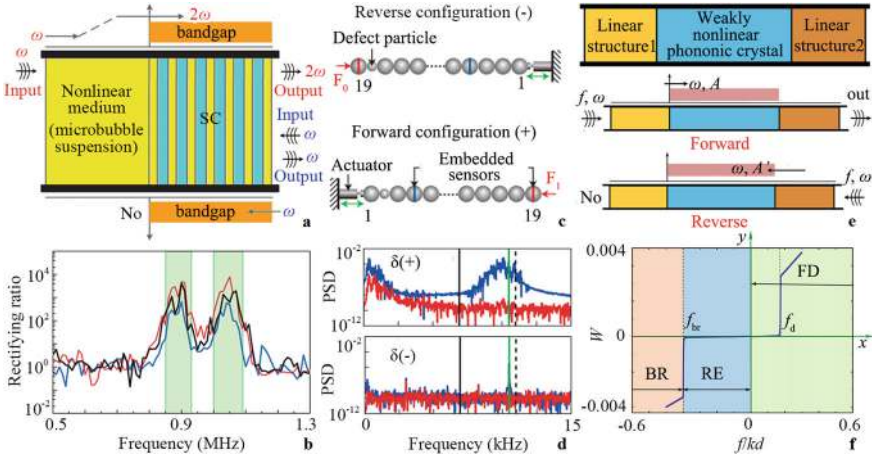 ω
2ω
bandgap
ω
Input
Nonlinear
medium
(microbubble
suspension)
SC
2ω
Output
Input
ω
ω
Output
No
bandgap
ω
a
Reverse configuration (-)
Defect particle
F0
19
1
Forward configuration (+)
Actuator
Embedded
sensors
F1
1
19
c
Linear
structure1
Weakly
nonlinear
phononic crystal
Linear
structure2
ω, A
f, ω
out
Forward
ω, A'
f, ω
No
Reverse
e
Rectifying ratio
10^6
10^4
10^2
10^0
10^-2
0.5
0.9
1.3
Frequency (MHz)
b
PSD
10^-2
10^-12
δ(+)
PSD
10^-2
10^-12
δ(-)
0
15
Frequency (kHz)
d
W
0.004
0
-0.004
y
x
FD
f_br
f_d
BR
RE
-0.6
0
0.6
f/kd
f